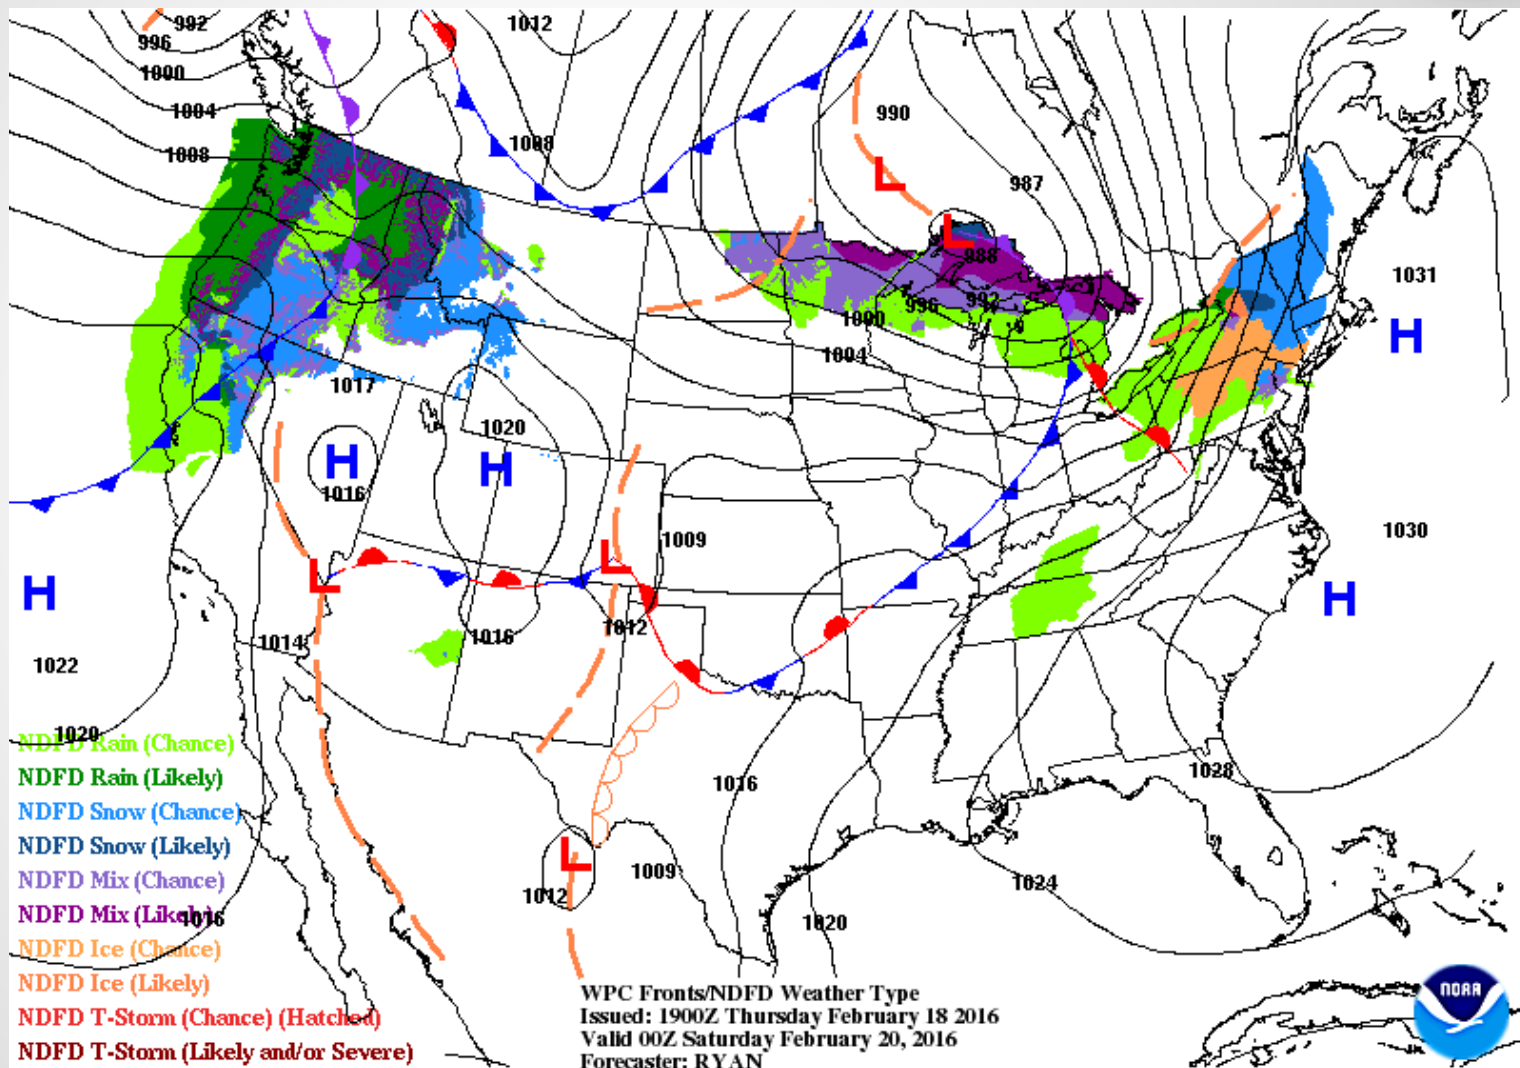 992
1012
996
1000
1004
990
1008
1008
987
988
1031
H
996
992
1000
1004
1017
1020
H
H
1016
1009
1030
L
L
L
L
H
H
1014
1016
1012
1022
1020
NDFD Rain (Chance)
NDFD Rain (Likely)
1016
1028
NDFD Snow (Chance)
NDFD Snow (Likely)
L
1009
NDFD Mix (Chance)
1024
1012
NDFD Mix (Likely)
1016
1020
NDFD Ice (Chance)
NDFD Ice (Likely)
NDFD T-Storm (Chance) (Hatched)
NDFD T-Storm (Likely and/or Severe)
WPC Fronts/NDFD Weather Type
Issued: 1900Z Thursday February 18 2016
Valid 00Z Saturday February 20, 2016
Forecaster: RYAN
NOAA